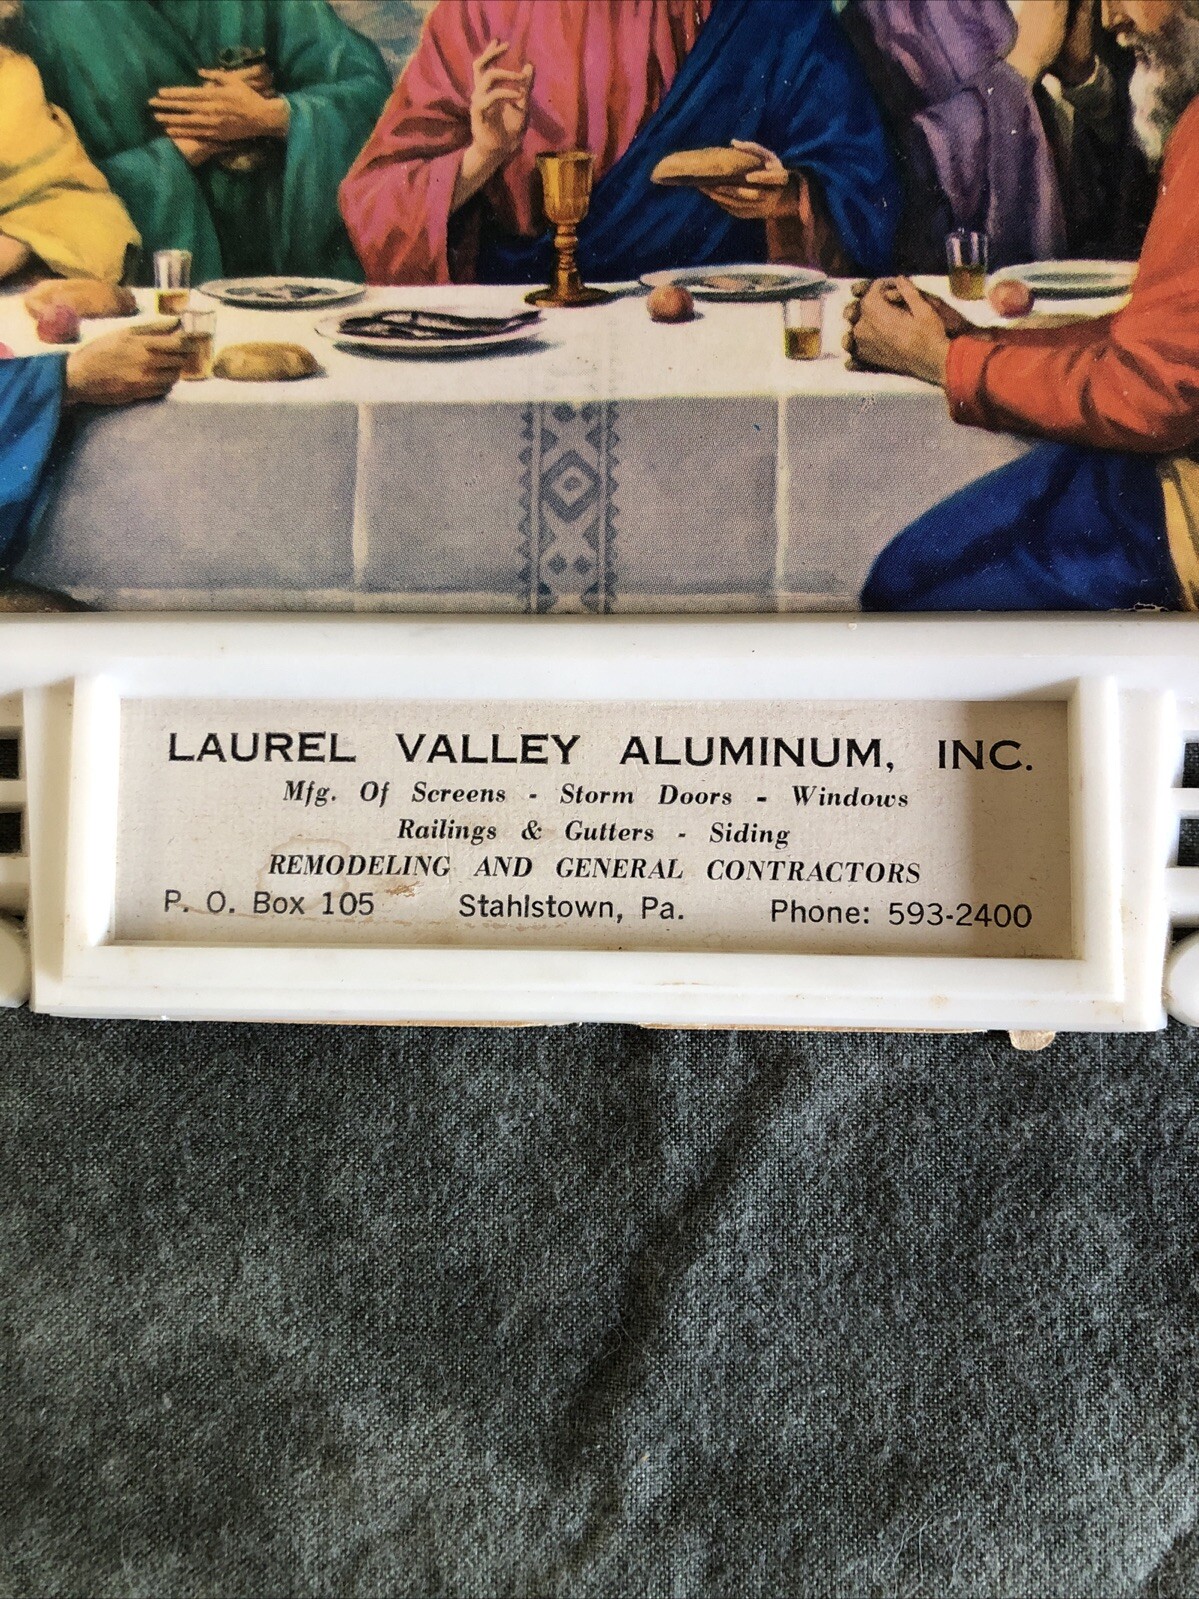 LAUREL VALLEY ALUMINUM, INC.
Mfg. Of Screens - Storm Doors - Windows
Railings & Gutters - Siding
REMODELING AND GENERAL CONTRACTORS
P. O. Box 105 Stahlstown, Pa. Phone: 593-2400